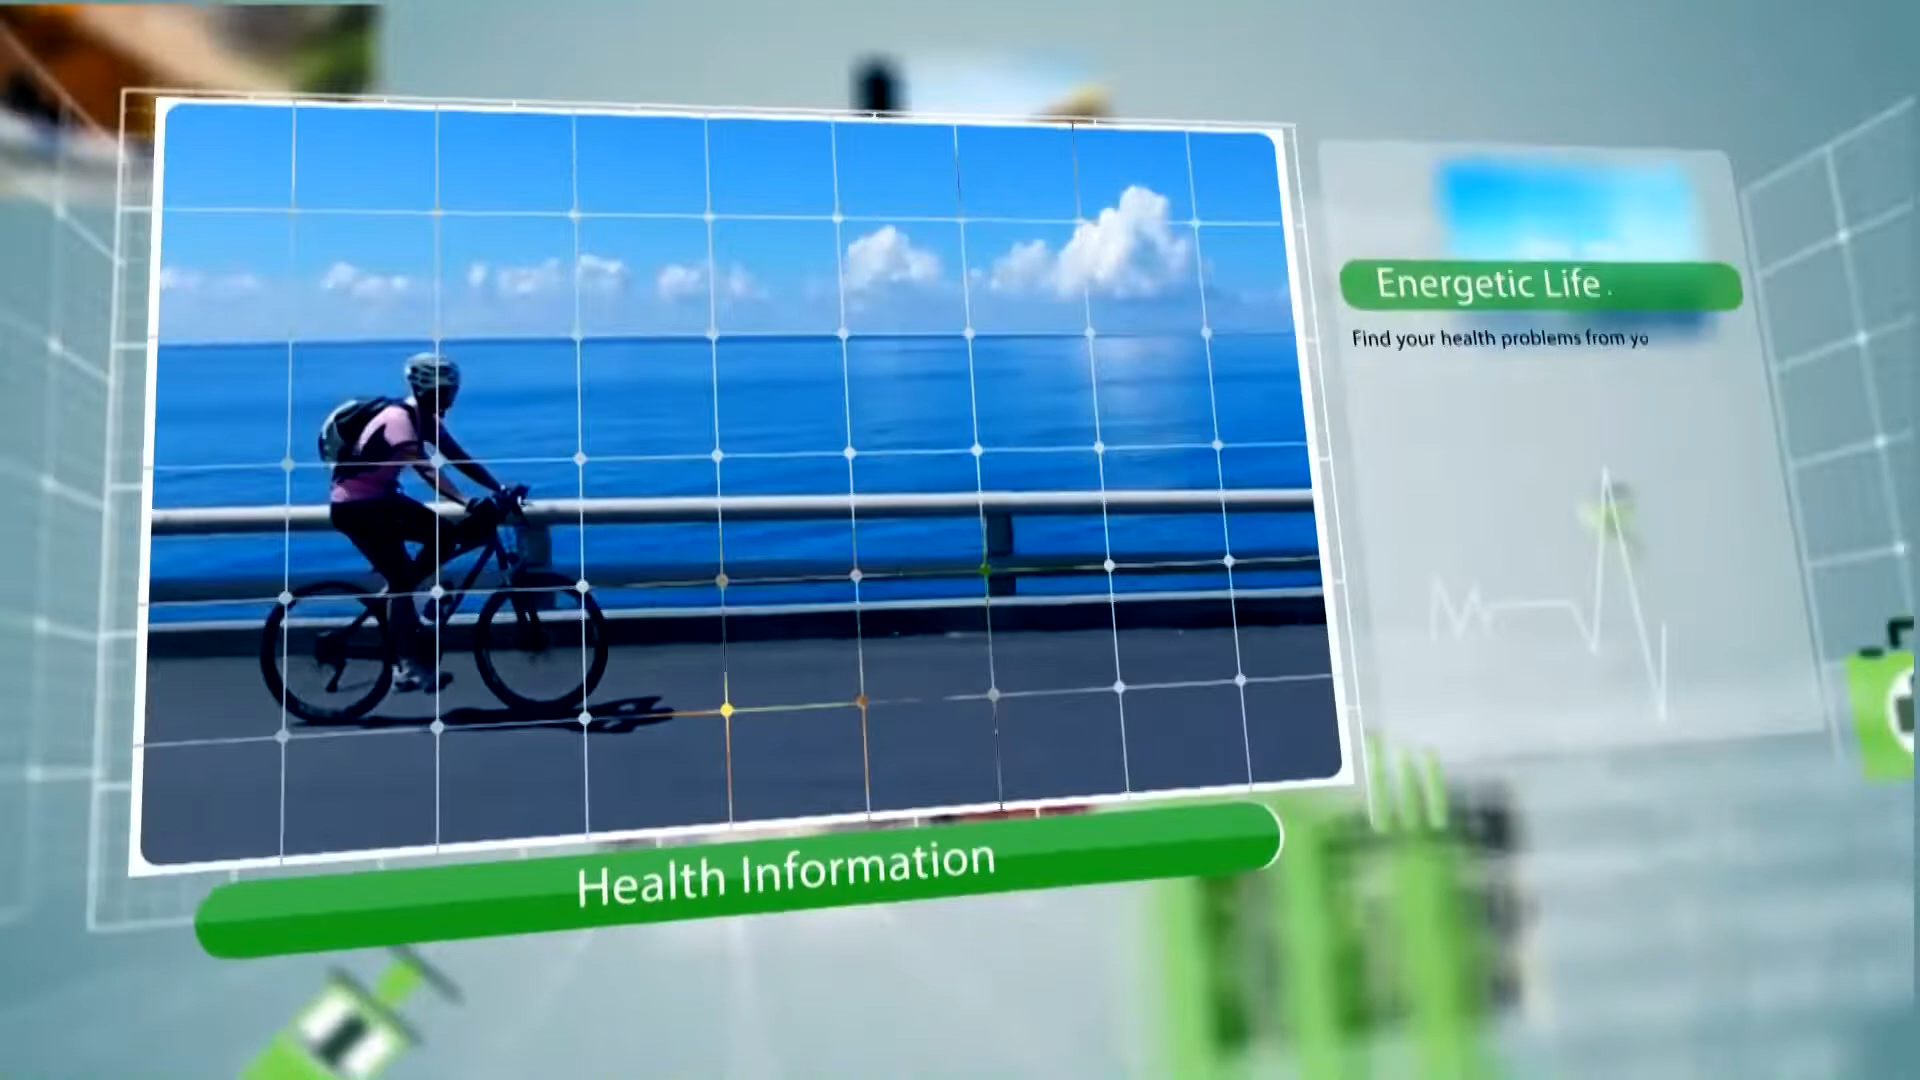 Energetic Life.
Find your health problems from yo
Health Information